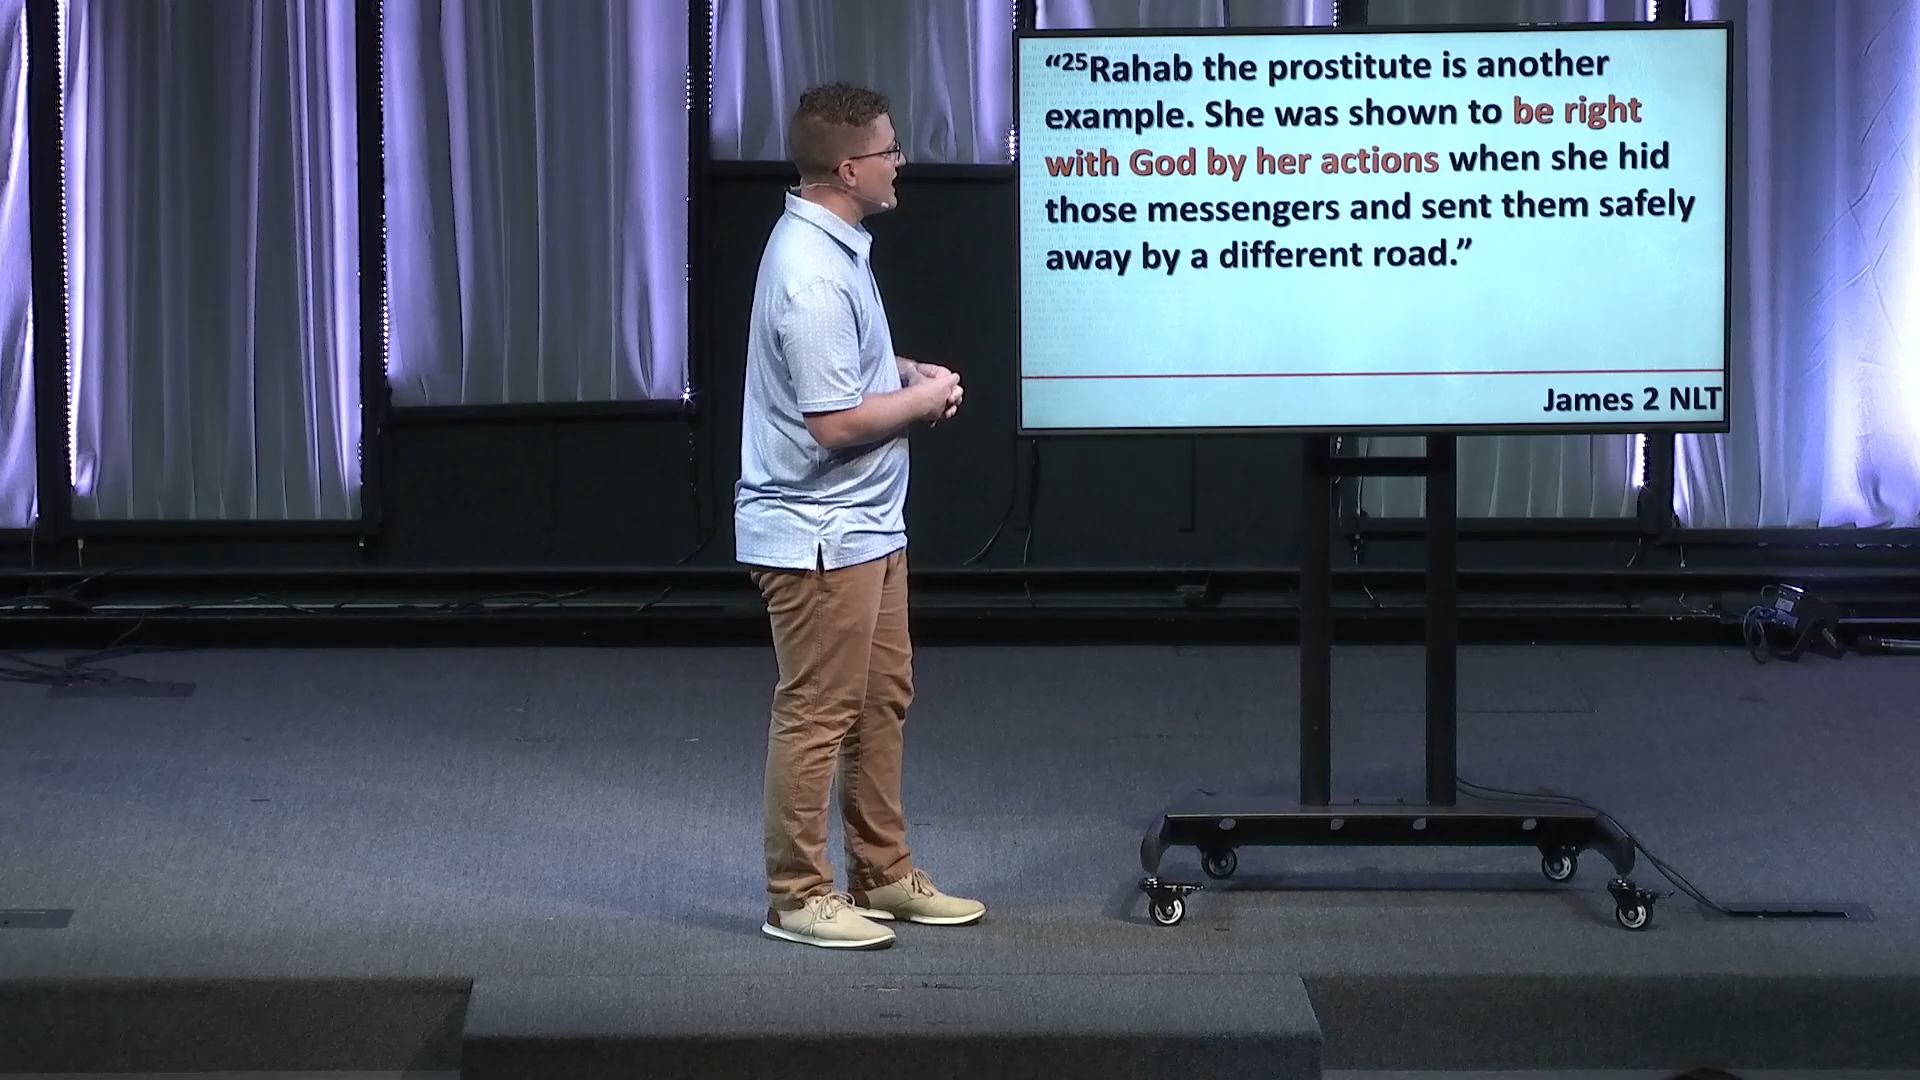 “²⁵Rahab the prostitute is another
example. She was shown to be right
with God by her actions when she hid
those messengers and sent them safely
away by a different road.”
James 2 NLT